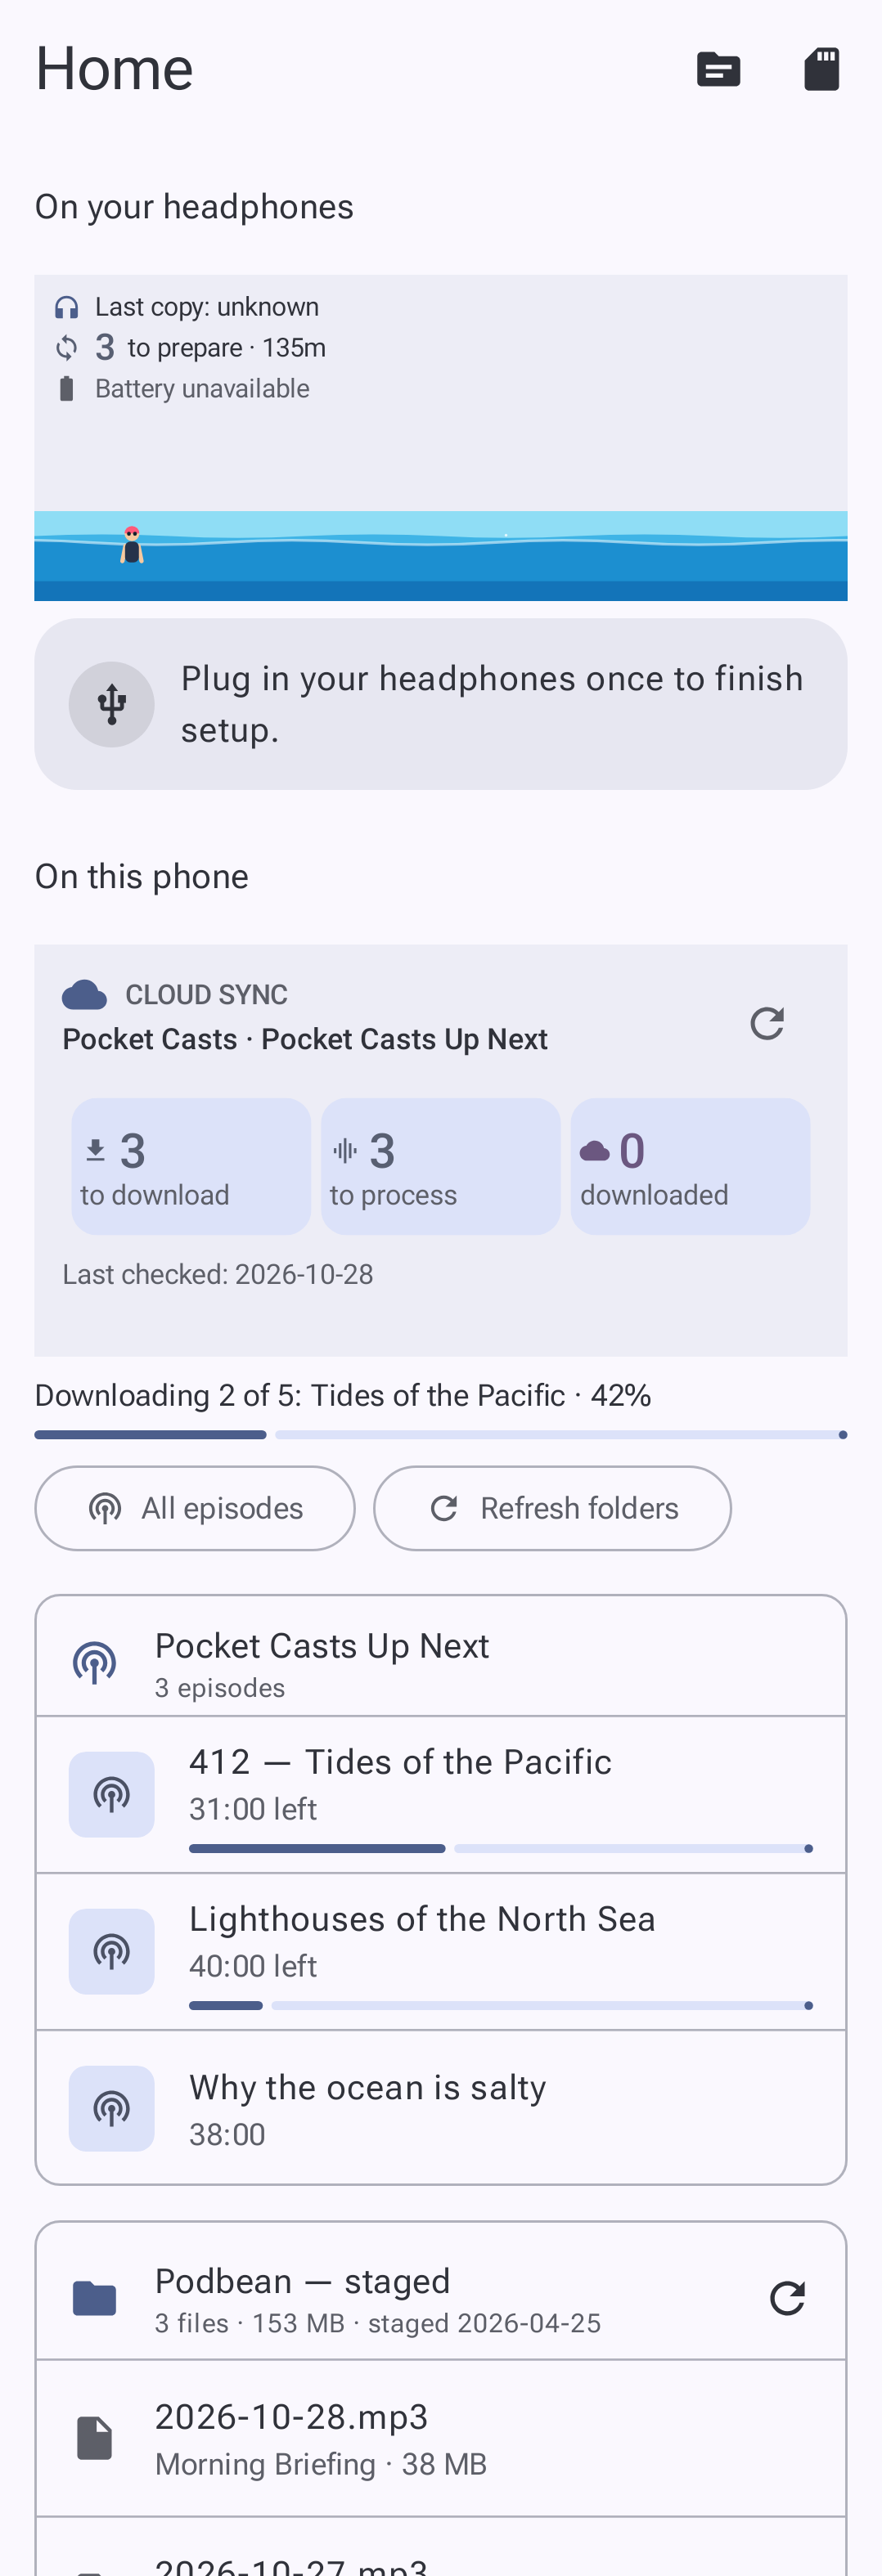 Home
On your headphones
Last copy: unknown
3 to prepare · 135m
Battery unavailable
Plug in your headphones once to finish
setup.
On this phone
CLOUD SYNC
Pocket Casts · Pocket Casts Up Next
3
to download
3
to process
0
downloaded
Last checked: 2026-10-28
Downloading 2 of 5: Tides of the Pacific · 42%
All episodes
Refresh folders
Pocket Casts Up Next
3 episodes
412 — Tides of the Pacific
31:00 left
Lighthouses of the North Sea
40:00 left
Why the ocean is salty
38:00
Podbean — staged
3 files · 153 MB · staged 2026-04-25
2026-10-28.mp3
Morning Briefing · 38 MB
2026-10-27.mp3